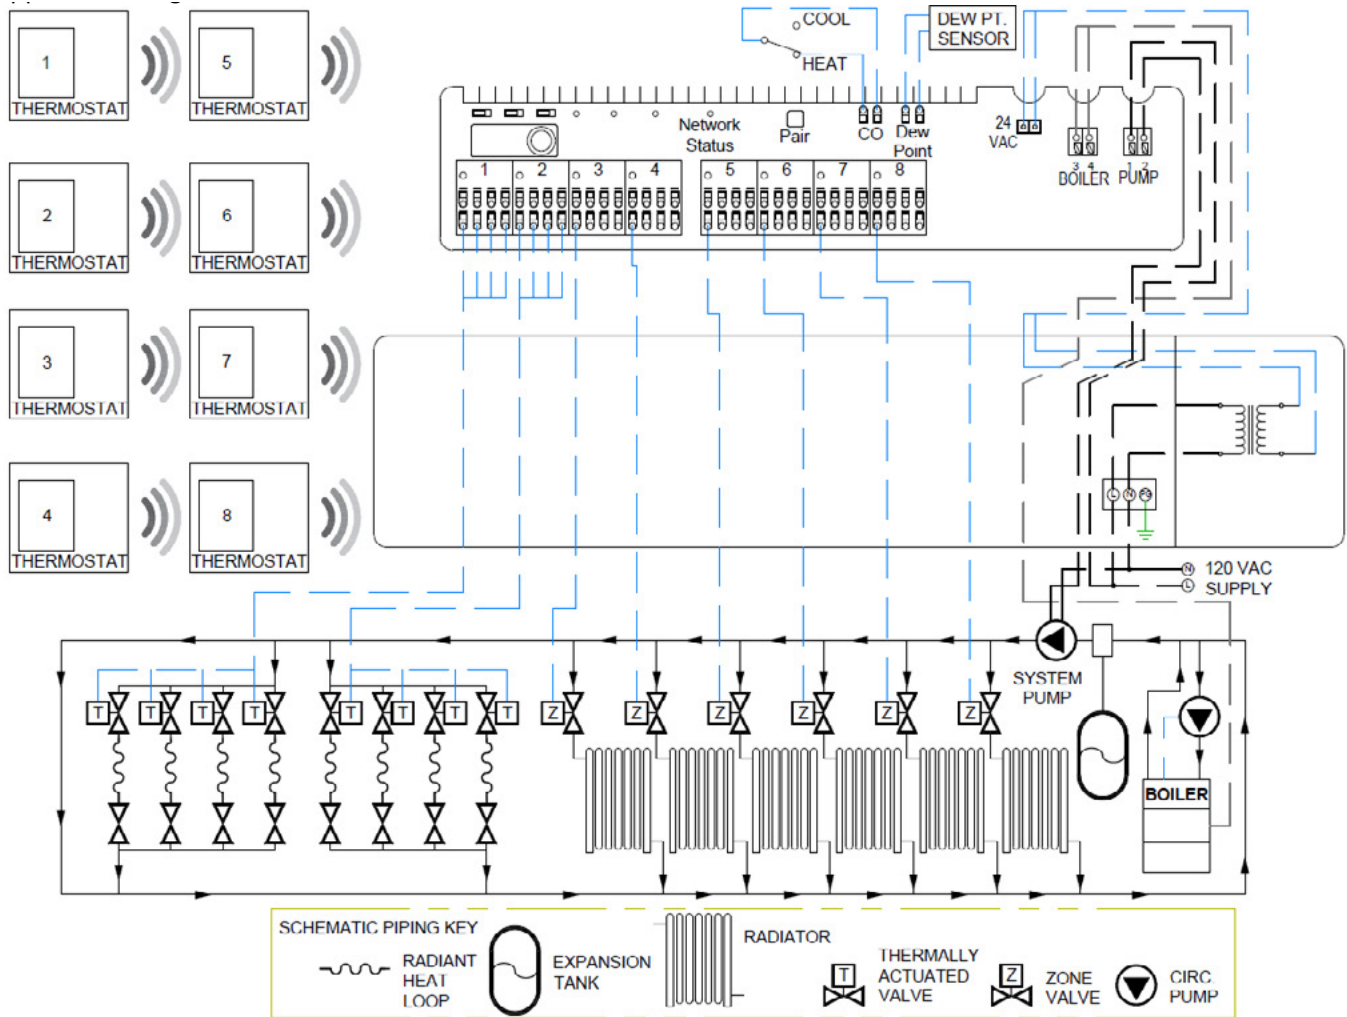 1
THERMOSTAT
5
THERMOSTAT
2
THERMOSTAT
6
THERMOSTAT
3
THERMOSTAT
7
THERMOSTAT
4
THERMOSTAT
8
THERMOSTAT
COOL
HEAT
DEW PT.
SENSOR
Network
Status
Pair
CO
Dew
Point
24
VAC
3 4
BOILER
1 2
PUMP
1
2
3
4
5
6
7
8
L
N
120 VAC
SUPPLY
N
L
SYSTEM
PUMP
T
T
T
T
T
T
T
T
Z
Z
Z
Z
Z
Z
BOILER
SCHEMATIC PIPING KEY
RADIANT
HEAT
LOOP
EXPANSION
TANK
RADIATOR
T
THERMALLY
ACTUATED
VALVE
Z
ZONE
VALVE
CIRC.
PUMP